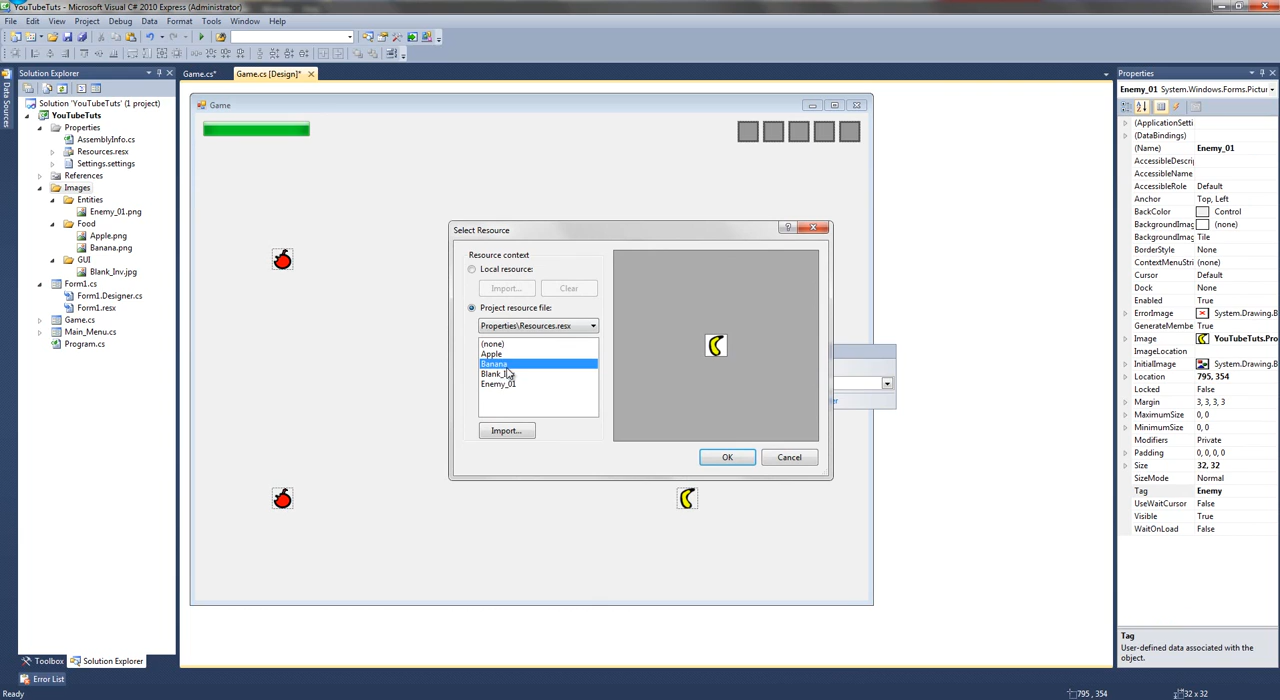 YouTubeTuts - Microsoft Visual C# 2010 Express (Administrator)
File Edit View Project Debug Data Format Tools Window Help
Data Sources
Solution Explorer
Solution 'YouTubeTuts' (1 project)
YouTubeTuts
Properties
AssemblyInfo.cs
Resources.resx
Settings.settings
References
Images
Entities
Enemy_01.png
Food
Apple.png
Banana.png
GUI
Blank_Inv.jpg
Form1.cs
Form1.Designer.cs
Form1.resx
Game.cs
Main_Menu.cs
Program.cs
Toolbox Solution Explorer
Game.cs* Game.cs [Design]*
Game
Select Resource
Resource context
Local resource:
Import... Clear
Project resource file:
Properties\Resources.resx
(none)
Apple
Banana
Enemy_01
Import...
OK Cancel
Properties
Enemy_01 System.Windows.Forms.Pictur
(ApplicationSetti
(DataBindings)
(Name) Enemy_01
AccessibleDescri
AccessibleName
AccessibleRole Default
Anchor Top, Left
BackColor Control
BackgroundImag (none)
BackgroundImag Tile
BorderStyle None
ContextMenuStri (none)
Cursor Default
Dock None
Enabled True
ErrorImage System.Drawing.B
GenerateMembe True
Image YouTubeTuts.Pro
ImageLocation
InitialImage System.Drawing.B
Location 795, 354
Locked False
Margin 3, 3, 3, 3
MaximumSize 0, 0
MinimumSize 0, 0
Modifiers Private
Padding 0, 0, 0, 0
Size 32, 32
SizeMode Normal
Tag Enemy
UseWaitCursor False
Visible True
WaitOnLoad False
Tag
User-defined data associated with the
object.
Error List
Ready 795 , 354 32 x 32